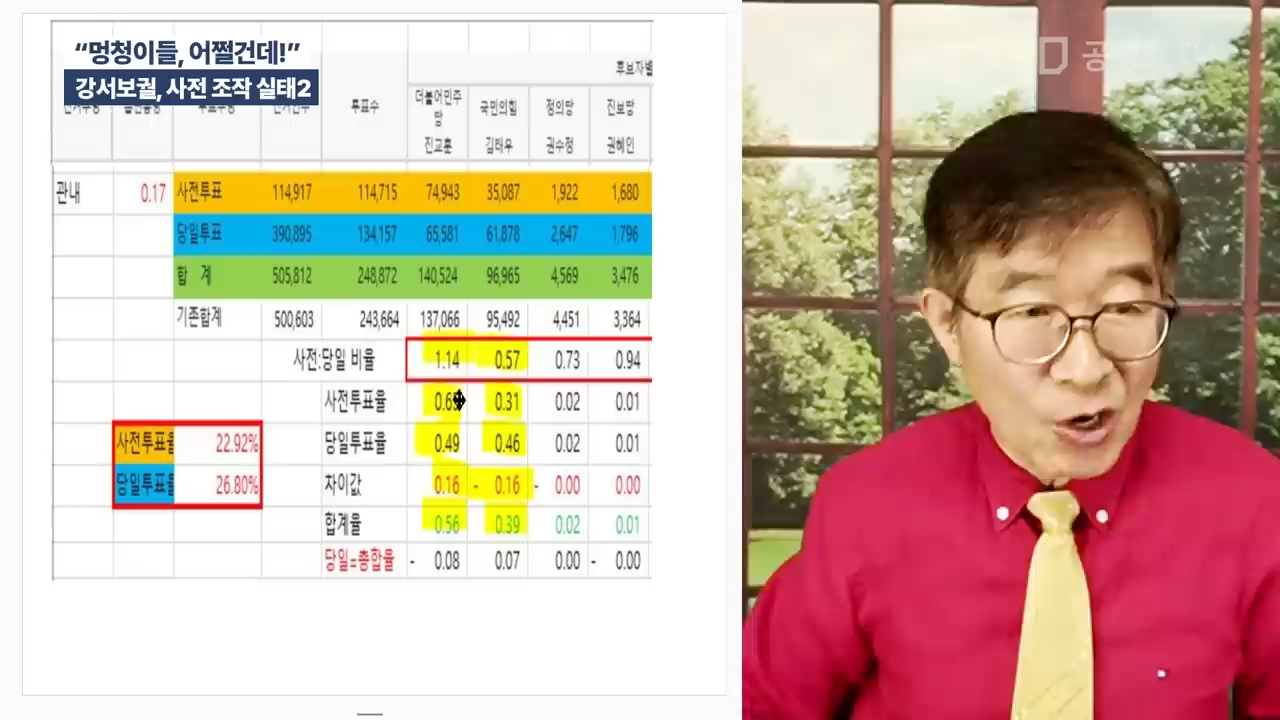 “멍청이들, 어쩔건데!”
강서보궐, 사전 조작 실태2
후보자별
투표수
더불어민주당 진교훈
국민의힘 김태우
정의당 권수정
진보당 권혜인
관내 0.17 사전투표 114,917 114,715 74,943 35,087 1,922 1,680
당일투표 390,895 134,157 65,581 61,878 2,647 1,796
합 계 505,812 248,872 140,524 96,965 4,569 3,476
기존합계 500,603 243,664 137,066 95,492 4,451 3,364
사전:당일 비율 1.14 0.57 0.73 0.94
사전투표율 0.31 0.02 0.01
사전투표율 22.92% 당일투표율 0.49 0.46 0.02 0.01
당일투표율 26.80% 차이값 0.16 - 0.16 - 0.00 0.00
합계율 0.56 0.39 0.02 0.01
당일=총합율 - 0.08 0.07 0.00 - 0.00